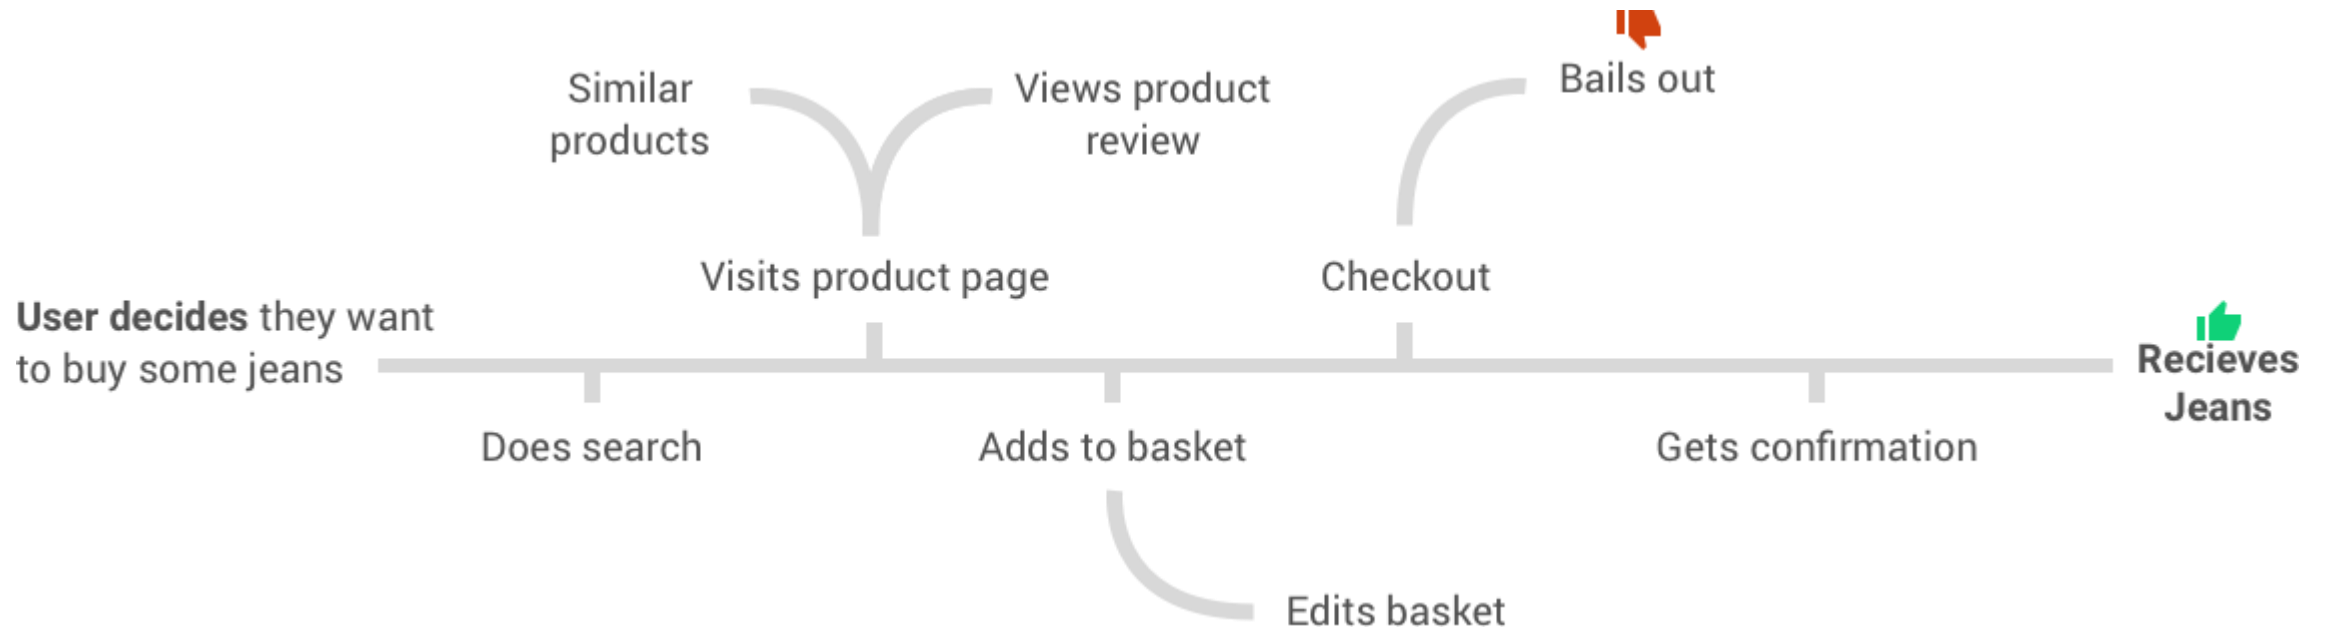 Similar
products
Views product
review
Bails out
Visits product page
Checkout
User decides they want
to buy some jeans
Recieves
Jeans
Does search
Adds to basket
Gets confirmation
Edits basket